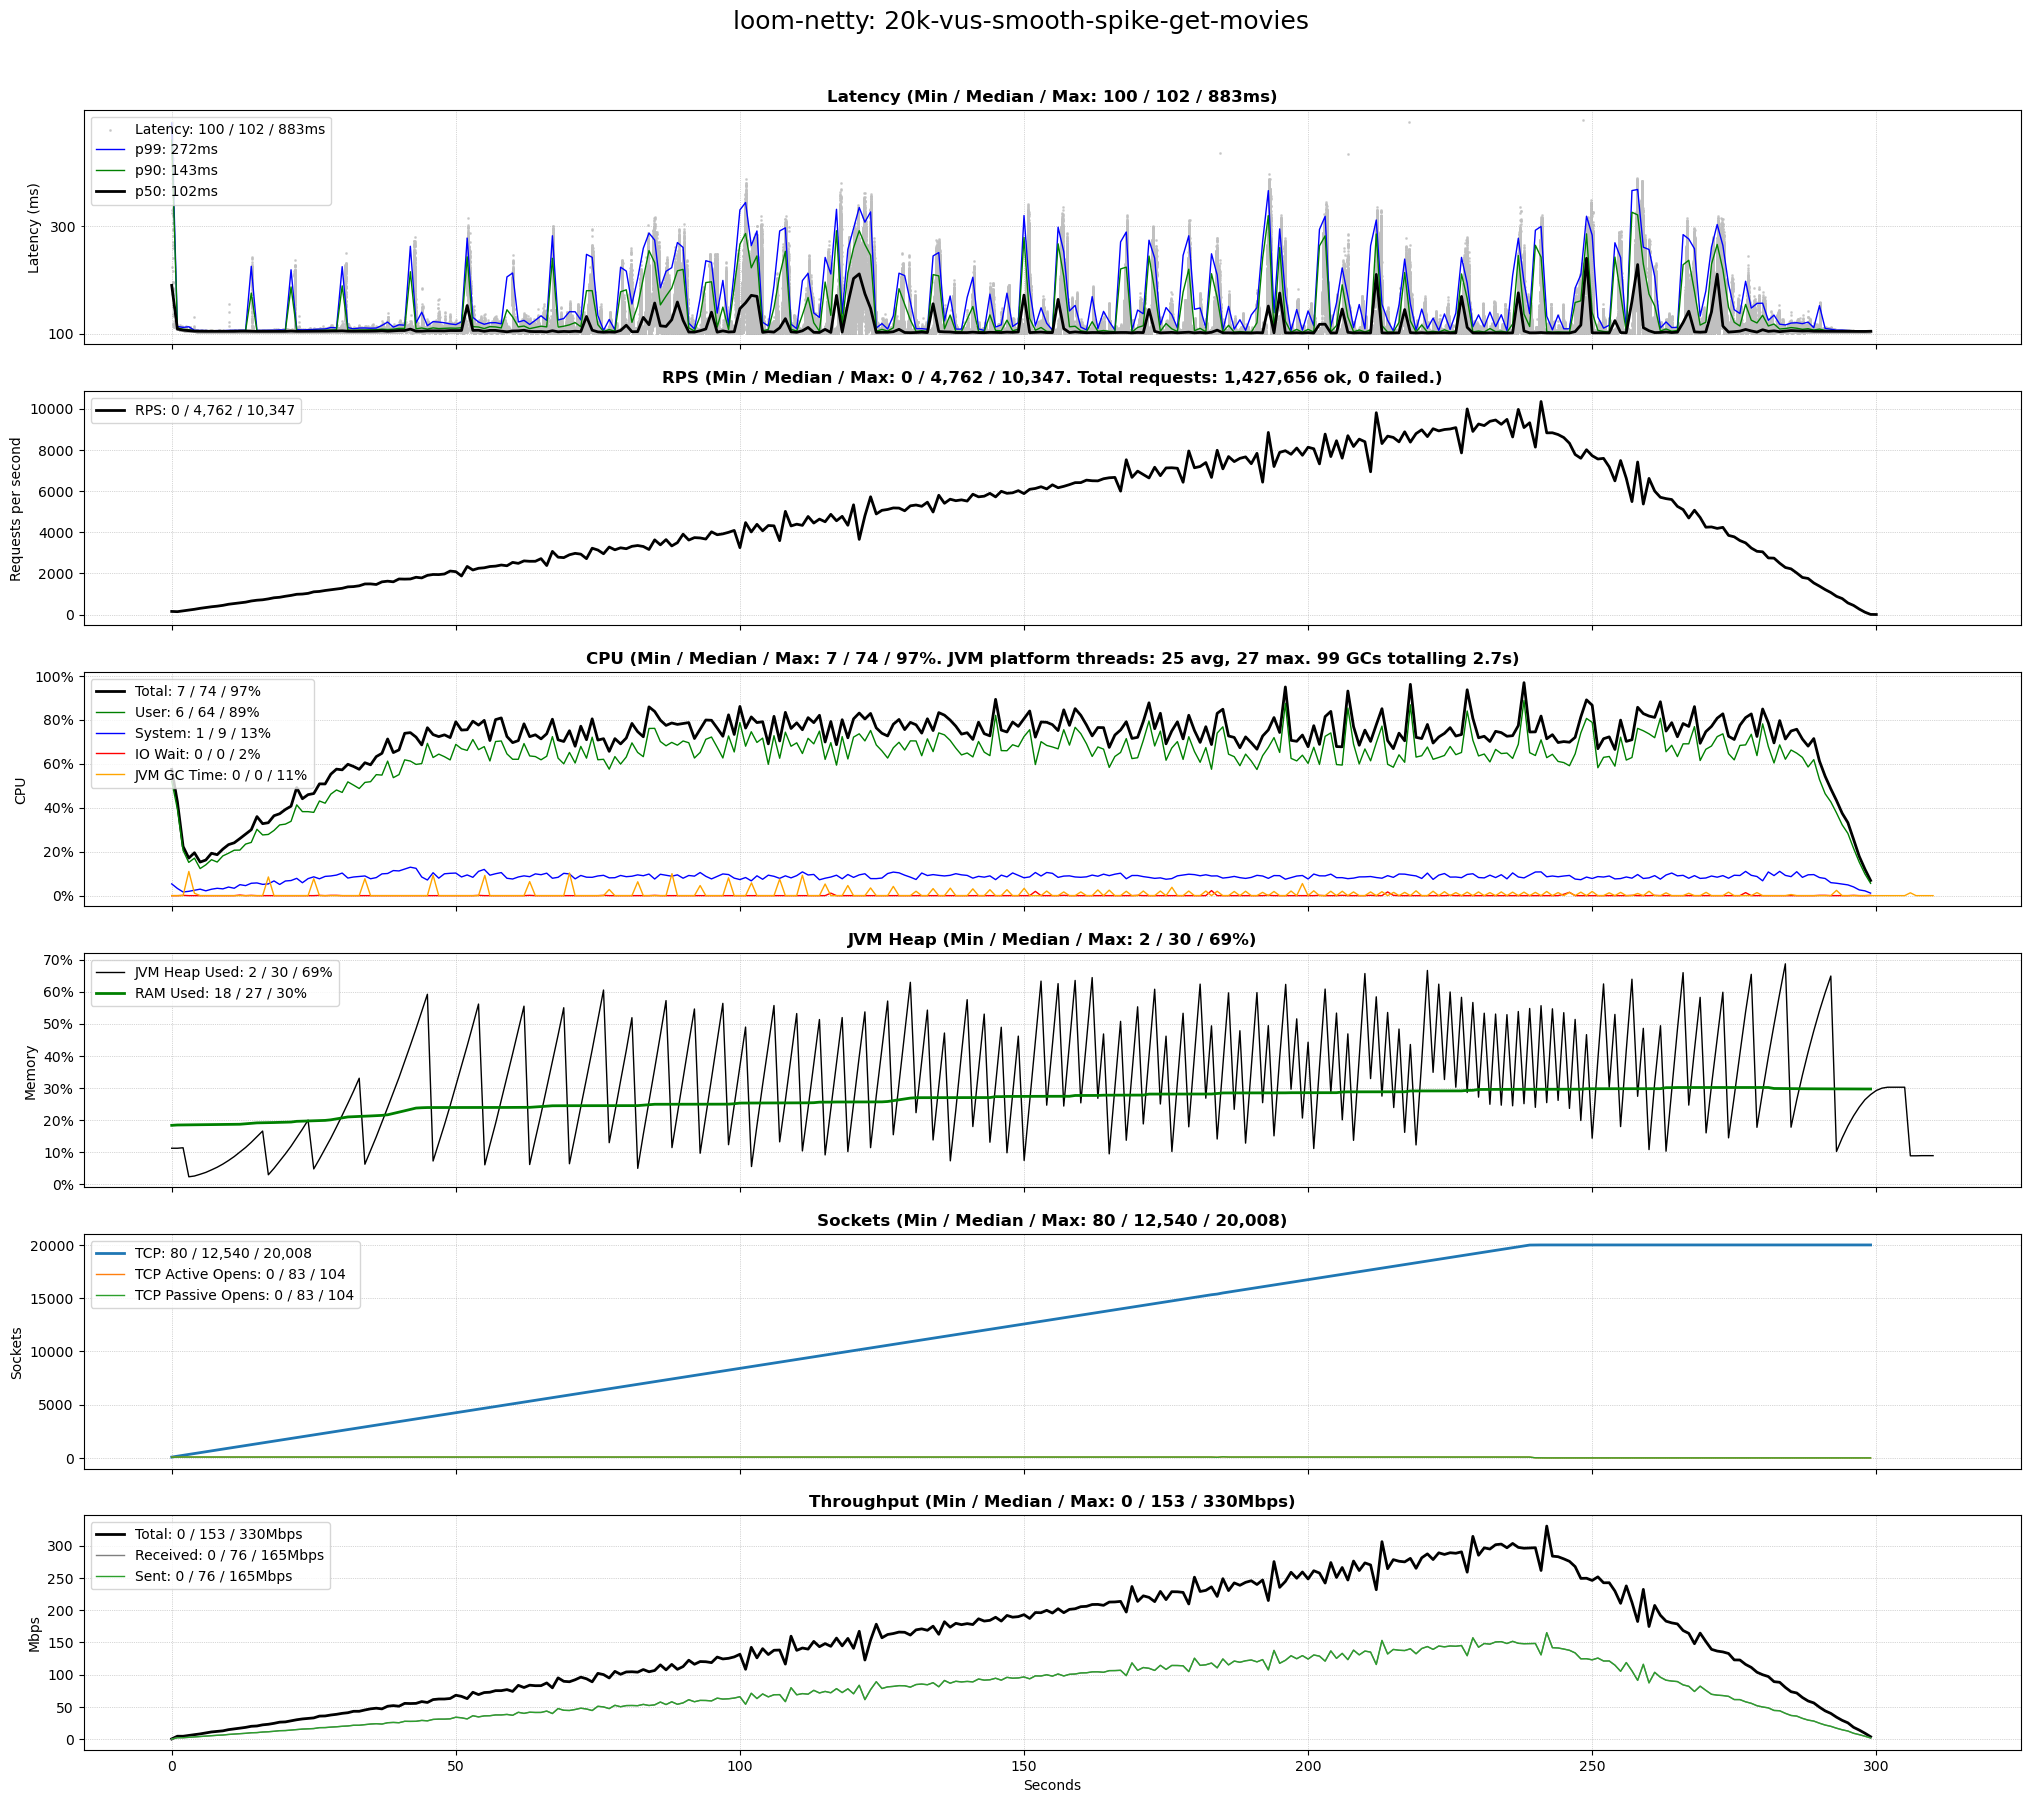 loom-netty: 20k-vus-smooth-spike-get-movies
Latency (Min / Median / Max: 100 / 102 / 883ms)
Latency: 100 / 102 / 883ms
p99: 272ms
p90: 143ms
p50: 102ms
Latency (ms)
300
100
RPS (Min / Median / Max: 0 / 4,762 / 10,347. Total requests: 1,427,656 ok, 0 failed.)
RPS: 0 / 4,762 / 10,347
Requests per second
10000
8000
6000
4000
2000
0
CPU (Min / Median / Max: 7 / 74 / 97%. JVM platform threads: 25 avg, 27 max. 99 GCs totalling 2.7s)
Total: 7 / 74 / 97%
User: 6 / 64 / 89%
System: 1 / 9 / 13%
IO Wait: 0 / 0 / 2%
JVM GC Time: 0 / 0 / 11%
CPU
100%
80%
60%
40%
20%
0%
JVM Heap (Min / Median / Max: 2 / 30 / 69%)
JVM Heap Used: 2 / 30 / 69%
RAM Used: 18 / 27 / 30%
Memory
70%
60%
50%
40%
30%
20%
10%
0%
Sockets (Min / Median / Max: 80 / 12,540 / 20,008)
TCP: 80 / 12,540 / 20,008
TCP Active Opens: 0 / 83 / 104
TCP Passive Opens: 0 / 83 / 104
Sockets
20000
15000
10000
5000
0
Throughput (Min / Median / Max: 0 / 153 / 330Mbps)
Total: 0 / 153 / 330Mbps
Received: 0 / 76 / 165Mbps
Sent: 0 / 76 / 165Mbps
Mbps
300
250
200
150
100
50
0
0 50 100 150 200 250 300
Seconds